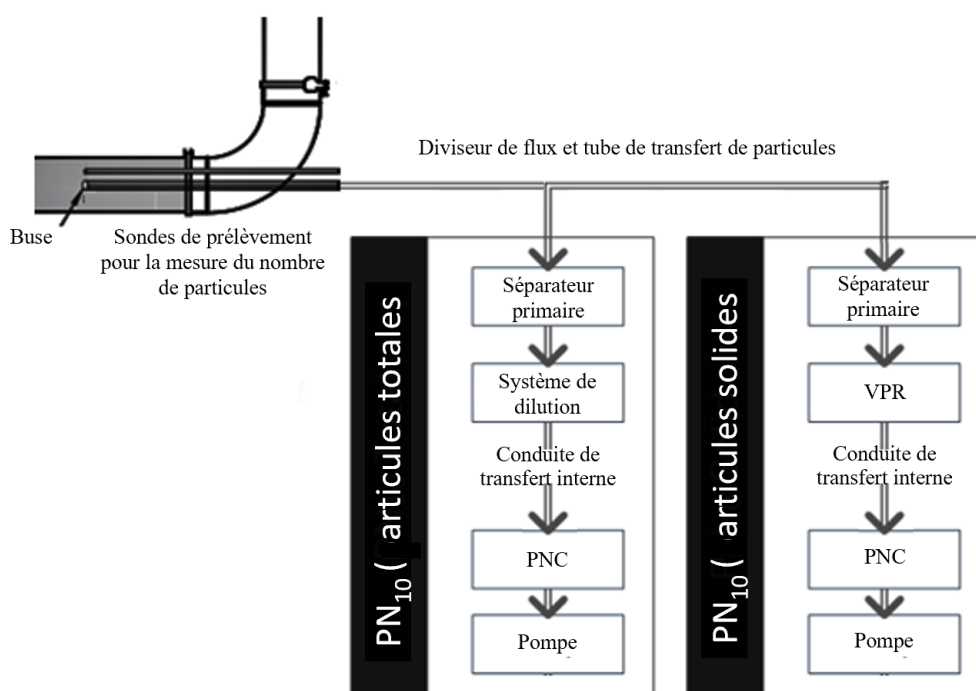 Diviseur de flux et tube de transfert de particules
Buse
Sondes de prélèvement
pour la mesure du nombre
de particules
PN10 (particules totales
Séparateur
primaire
Système de
dilution
Conduite de
transfert interne
PNC
Pompe
PN10 (particules solides
Séparateur
primaire
VPR
Conduite de
transfert interne
PNC
Pompe